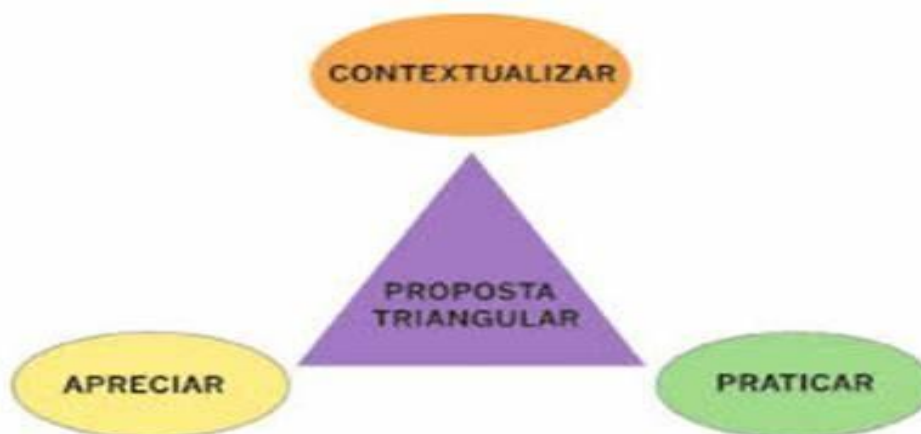 CONTEXTUALIZAR
PROPOSTA
TRIANGULAR
APRECIAR
PRATICAR